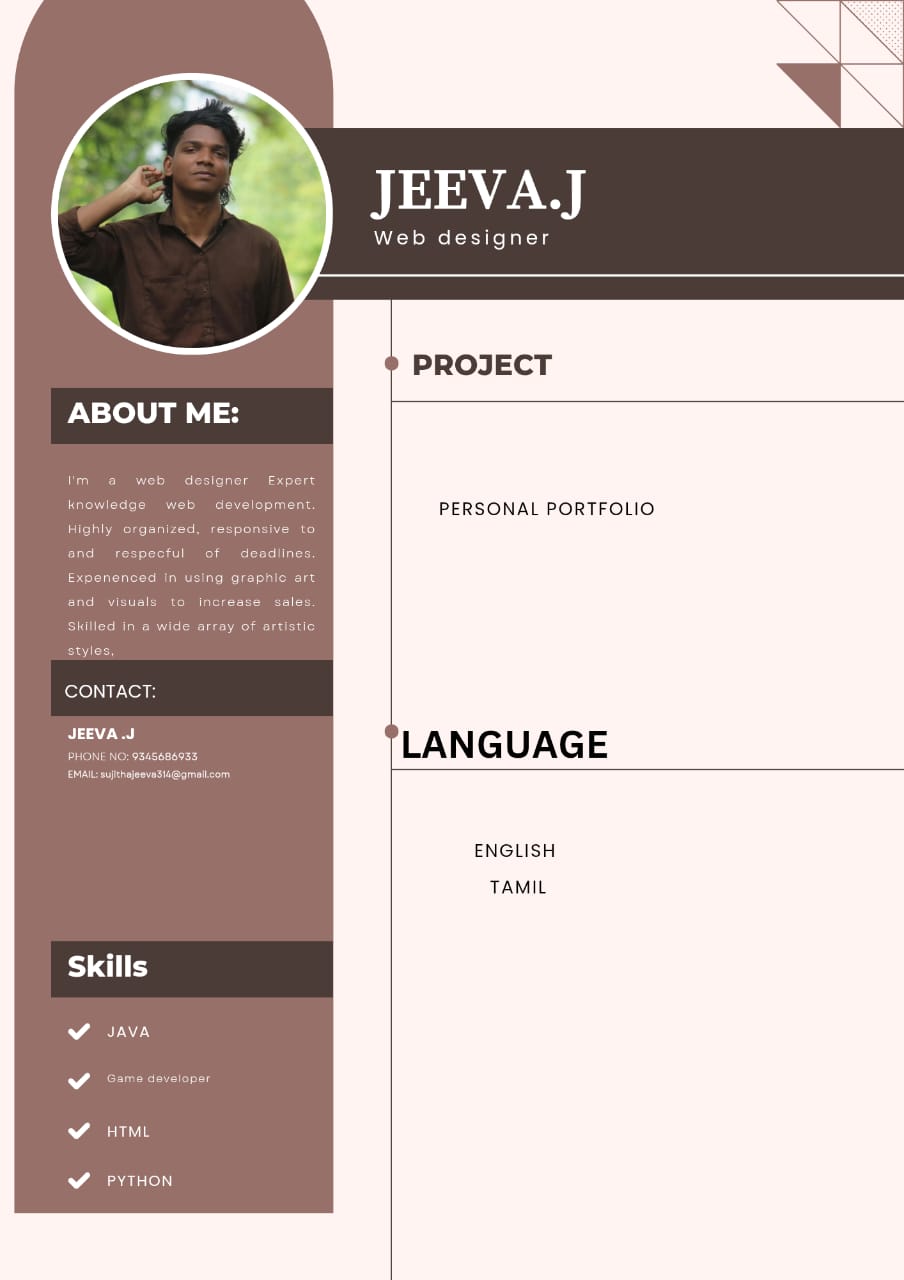 JEEVA.J
Web designer
ABOUT ME:
I'm a web designer Expert
knowledge web development.
Highly organized, responsive to
and respecful of deadlines.
Expenenced in using graphic art
and visuals to increase sales.
Skilled in a wide array of artistic
styles,
CONTACT:
JEEVA .J
PHONE NO: 9345686933
EMAIL: sujithajeeva314@gmail.com
Skills
JAVA
Game developer
HTML
PYTHON
PROJECT
PERSONAL PORTFOLIO
LANGUAGE
ENGLISH
TAMIL